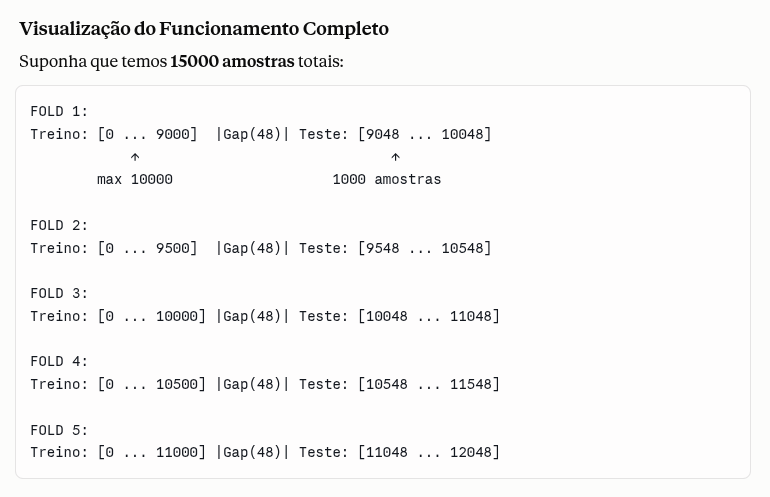 Visualização do Funcionamento Completo
Suponha que temos 15000 amostras totais:
FOLD 1:
Treino: [0 ... 9000]  |Gap(48)| Teste: [9048 ... 10048]
↑ ↑
max 10000 1000 amostras
FOLD 2:
Treino: [0 ... 9500]  |Gap(48)| Teste: [9548 ... 10548]
FOLD 3:
Treino: [0 ... 10000] |Gap(48)| Teste: [10048 ... 11048]
FOLD 4:
Treino: [0 ... 10500] |Gap(48)| Teste: [10548 ... 11548]
FOLD 5:
Treino: [0 ... 11000] |Gap(48)| Teste: [11048 ... 12048]